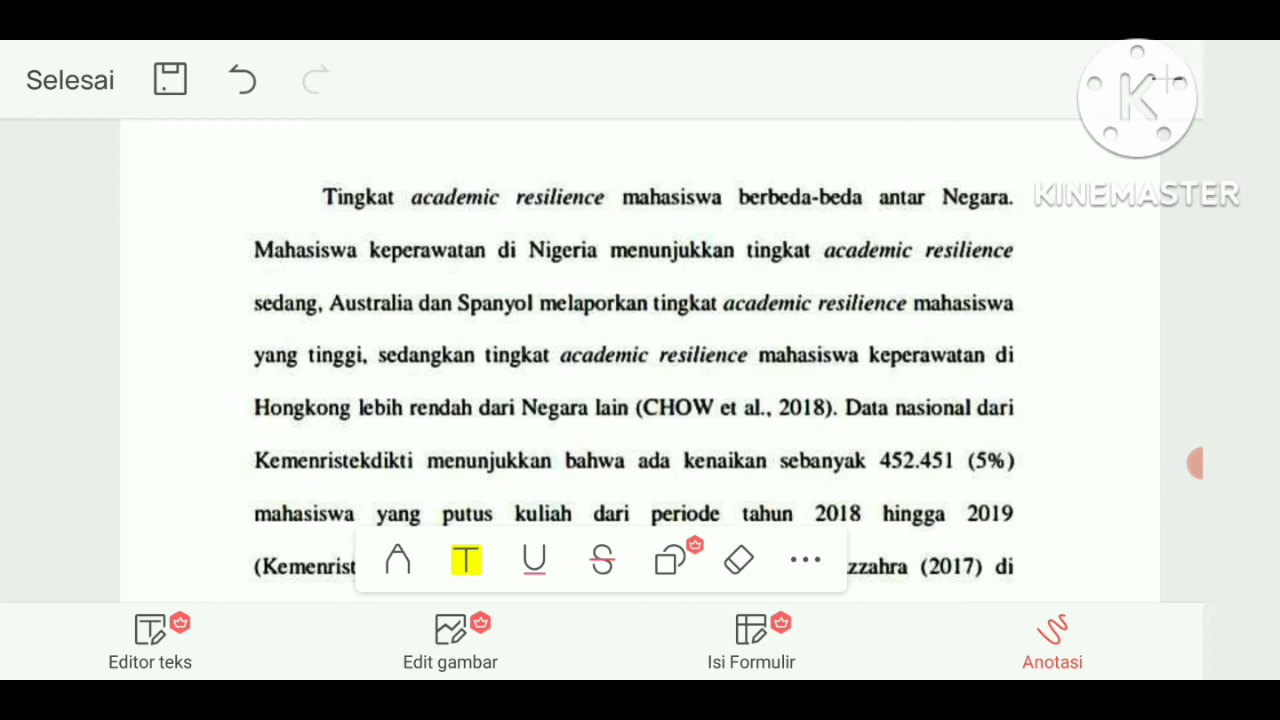 Selesai
K
KINEMASTER
Tingkat academic resilience mahasiswa berbeda-beda antar Negara.
Mahasiswa keperawatan di Nigeria menunjukkan tingkat academic resilience
sedang, Australia dan Spanyol melaporkan tingkat academic resilience mahasiswa
yang tinggi, sedangkan tingkat academic resilience mahasiswa keperawatan di
Hongkong lebih rendah dari Negara lain (CHOW et al., 2018). Data nasional dari
Kemenristekdikti menunjukkan bahwa ada kenaikan sebanyak 452.451 (5%)
mahasiswa yang putus kuliah dari periode tahun 2018 hingga 2019
(Kemenrist zzahra (2017) di
T U S
Editor teks Edit gambar Isi Formulir Anotasi